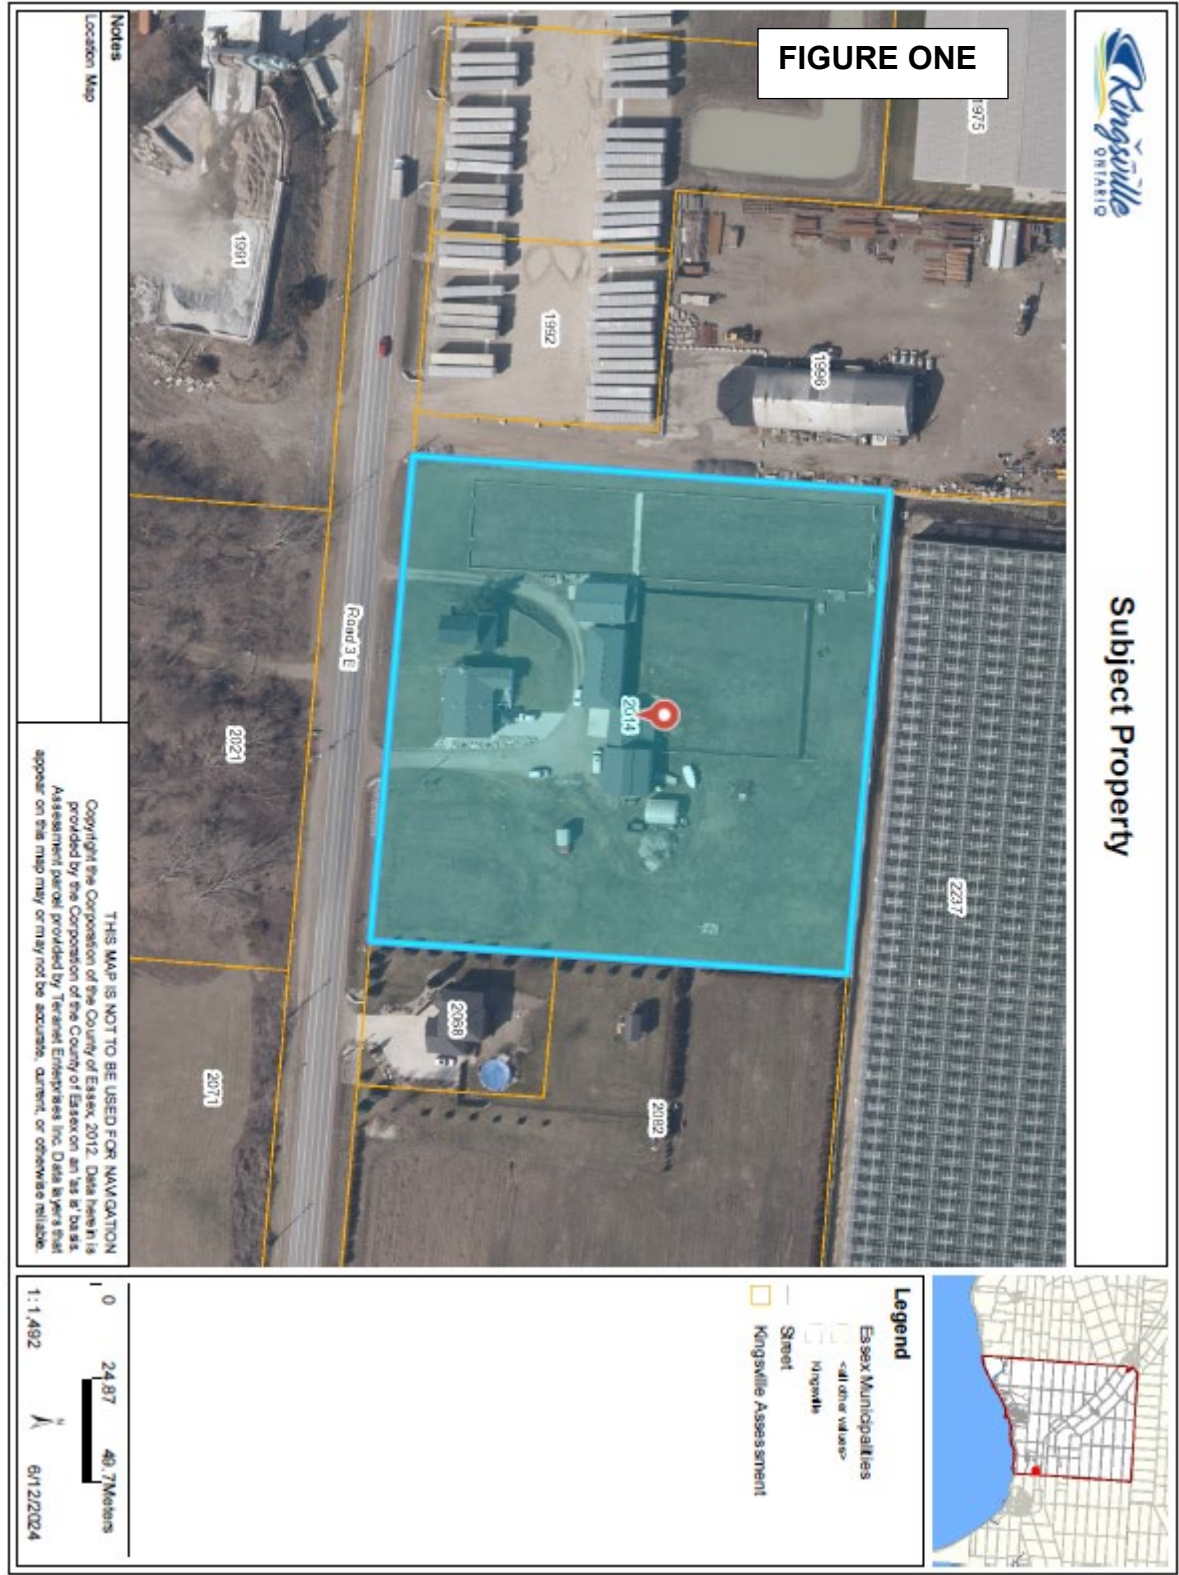 FIGURE ONE
Kingsville
ONTARIO
Subject Property
1975
1998
1992
1991
2014
2237
Road 3 E
2021
2068
2082
2071
Legend
Essex Municipalities
<all other values>
Kingsville
Street
Kingsville Assessment
Notes
Location Map
THIS MAP IS NOT TO BE USED FOR NAVIGATION
Copyright the Corporation of the County of Essex, 2012. Data herein is
provided by the Corporation of the County of Essex on an 'as is' basis.
Assessment parcel provided by Teranet Enterprises Inc. Data layers that
appear on this map may or may not be accurate, current, or otherwise reliable.
0 24.87 49.7Meters
N
1: 1,492
6/12/2024